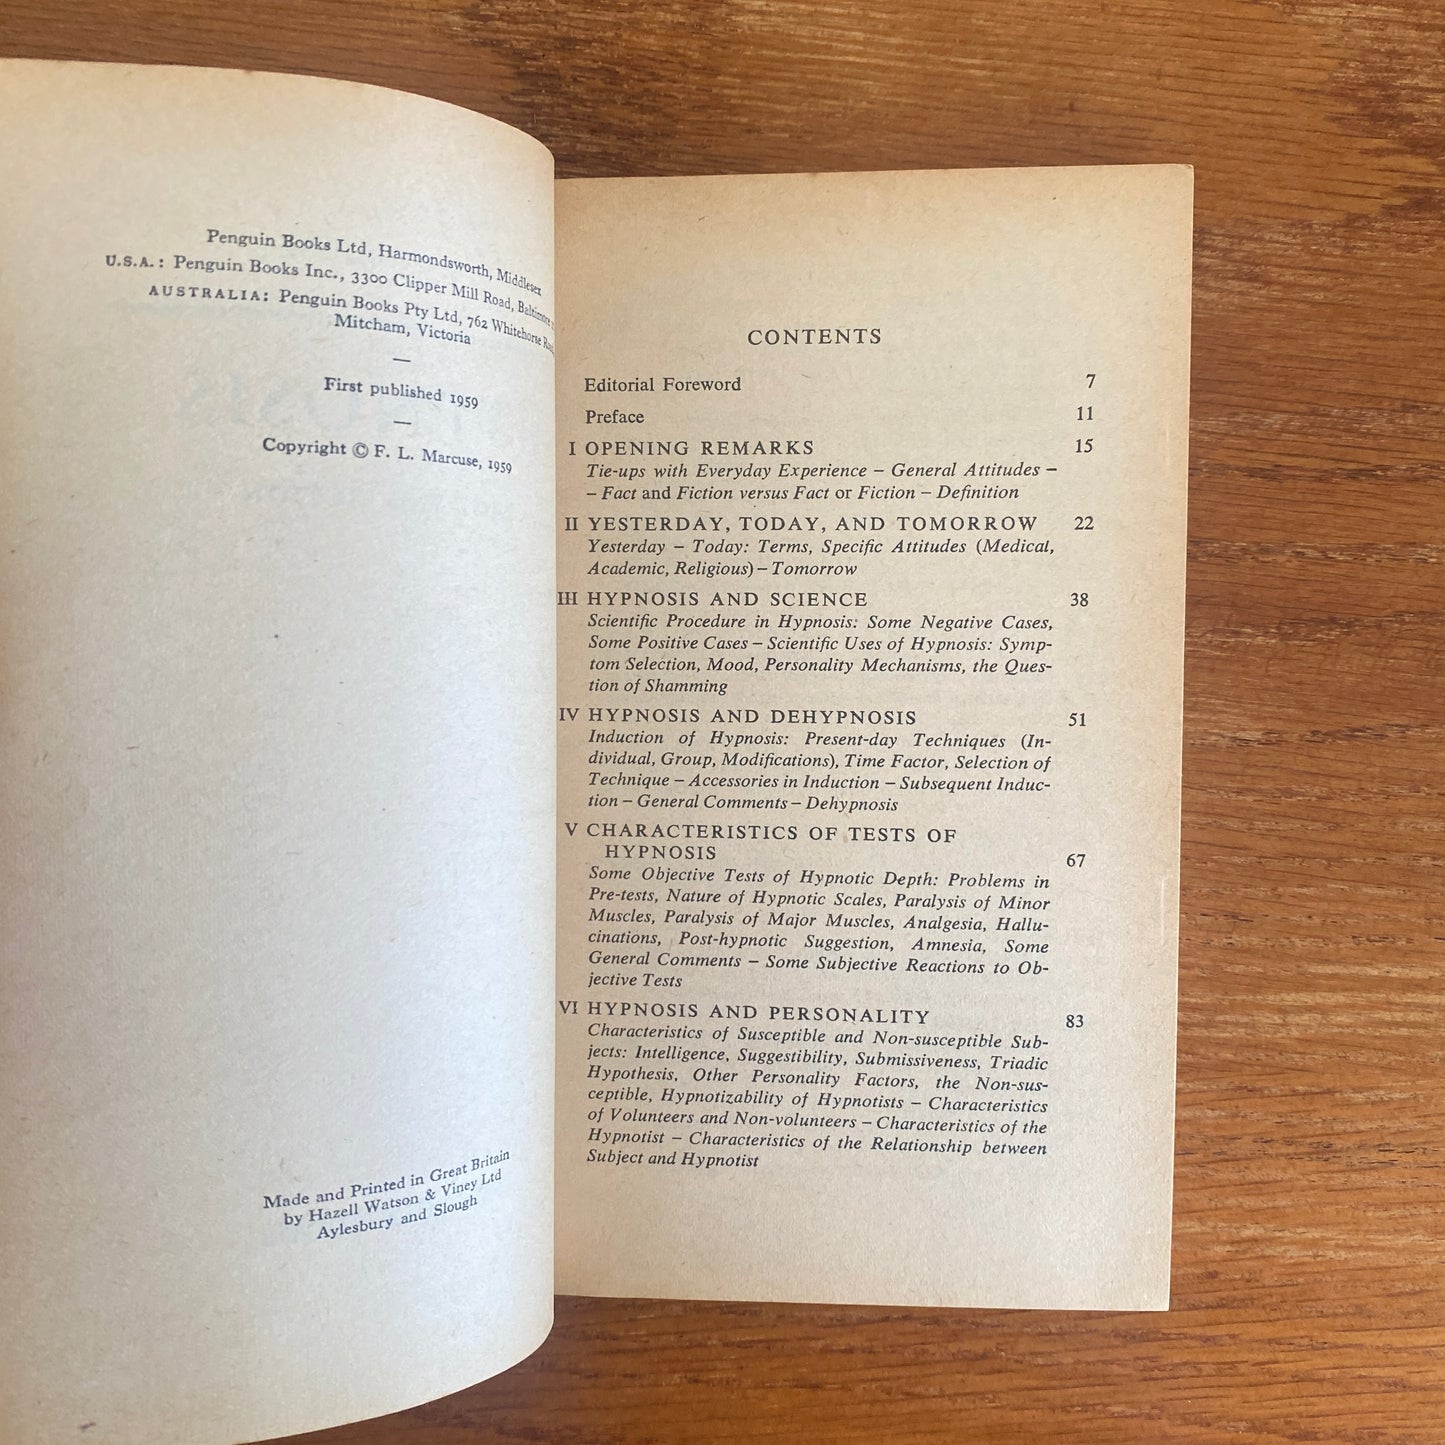 Penguin Books Ltd, Harmondsworth, Middlesex
U.S.A.: Penguin Books Inc., 3300 Clipper Mill Road, Baltimore
AUSTRALIA: Penguin Books Pty Ltd, 762 Whitehorse
Mitcham, Victoria
—
First published 1959
—
Copyright © F. L. Marcuse, 1959
Made and Printed in Great Britain
by Hazell Watson & Viney Ltd
Aylesbury and Slough
CONTENTS
Editorial Foreword 7
Preface 11
I OPENING REMARKS 15
Tie-ups with Everyday Experience – General Attitudes –
– Fact and Fiction versus Fact or Fiction – Definition
II YESTERDAY, TODAY, AND TOMORROW 22
Yesterday – Today: Terms, Specific Attitudes (Medical,
Academic, Religious) – Tomorrow
III HYPNOSIS AND SCIENCE 38
Scientific Procedure in Hypnosis: Some Negative Cases,
Some Positive Cases – Scientific Uses of Hypnosis: Symp-
tom Selection, Mood, Personality Mechanisms, the Ques-
tion of Shamming
IV HYPNOSIS AND DEHYPNOSIS 51
Induction of Hypnosis: Present-day Techniques (In-
dividual, Group, Modifications), Time Factor, Selection of
Technique – Accessories in Induction – Subsequent Induc-
tion – General Comments – Dehypnosis
V CHARACTERISTICS OF TESTS OF
HYPNOSIS 67
Some Objective Tests of Hypnotic Depth: Problems in
Pre-tests, Nature of Hypnotic Scales, Paralysis of Minor
Muscles, Paralysis of Major Muscles, Analgesia, Hallu-
cinations, Post-hypnotic Suggestion, Amnesia, Some
General Comments – Some Subjective Reactions to Ob-
jective Tests
VI HYPNOSIS AND PERSONALITY 83
Characteristics of Susceptible and Non-susceptible Sub-
jects: Intelligence, Suggestibility, Submissiveness, Triadic
Hypothesis, Other Personality Factors, the Non-sus-
ceptible, Hypnotizability of Hypnotists – Characteristics
of Volunteers and Non-volunteers – Characteristics of the
Hypnotist – Characteristics of the Relationship between
Subject and Hypnotist